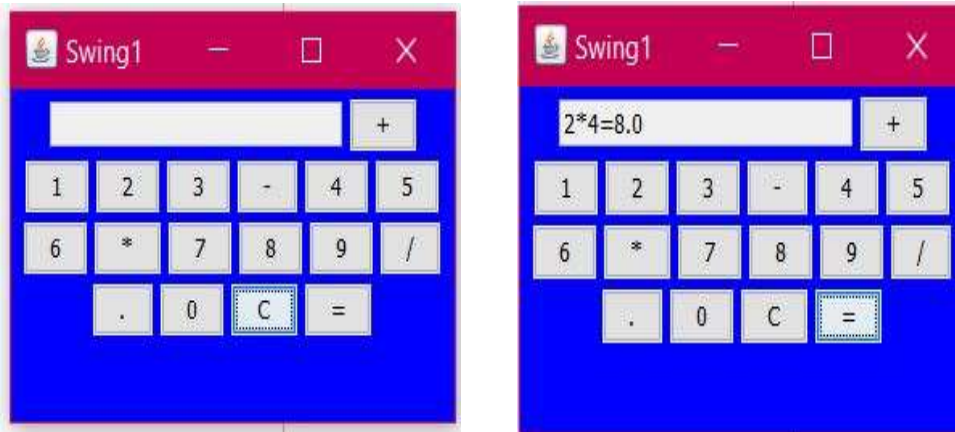 Swing1
+
1 2 3 - 4 5
6 * 7 8 9 /
. 0 C =
Swing1
2*4=8.0 +
1 2 3 - 4 5
6 * 7 8 9 /
. 0 C =